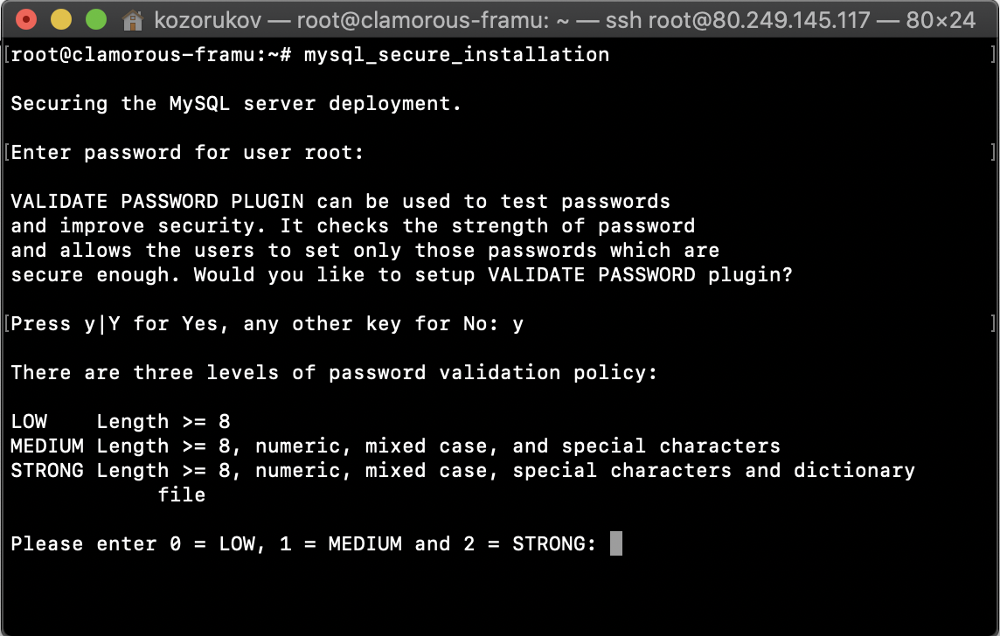 kozorukov — root@clamorous-framu: ~ — ssh root@80.249.145.117 — 80×24
[root@clamorous-framu:~# mysql_secure_installation ]
Securing the MySQL server deployment.
[Enter password for user root: ]
VALIDATE PASSWORD PLUGIN can be used to test passwords
and improve security. It checks the strength of password
and allows the users to set only those passwords which are
secure enough. Would you like to setup VALIDATE PASSWORD plugin?
[Press y|Y for Yes, any other key for No: y ]
There are three levels of password validation policy:
LOW    Length >= 8
MEDIUM Length >= 8, numeric, mixed case, and special characters
STRONG Length >= 8, numeric, mixed case, special characters and dictionary
            file
Please enter 0 = LOW, 1 = MEDIUM and 2 = STRONG: